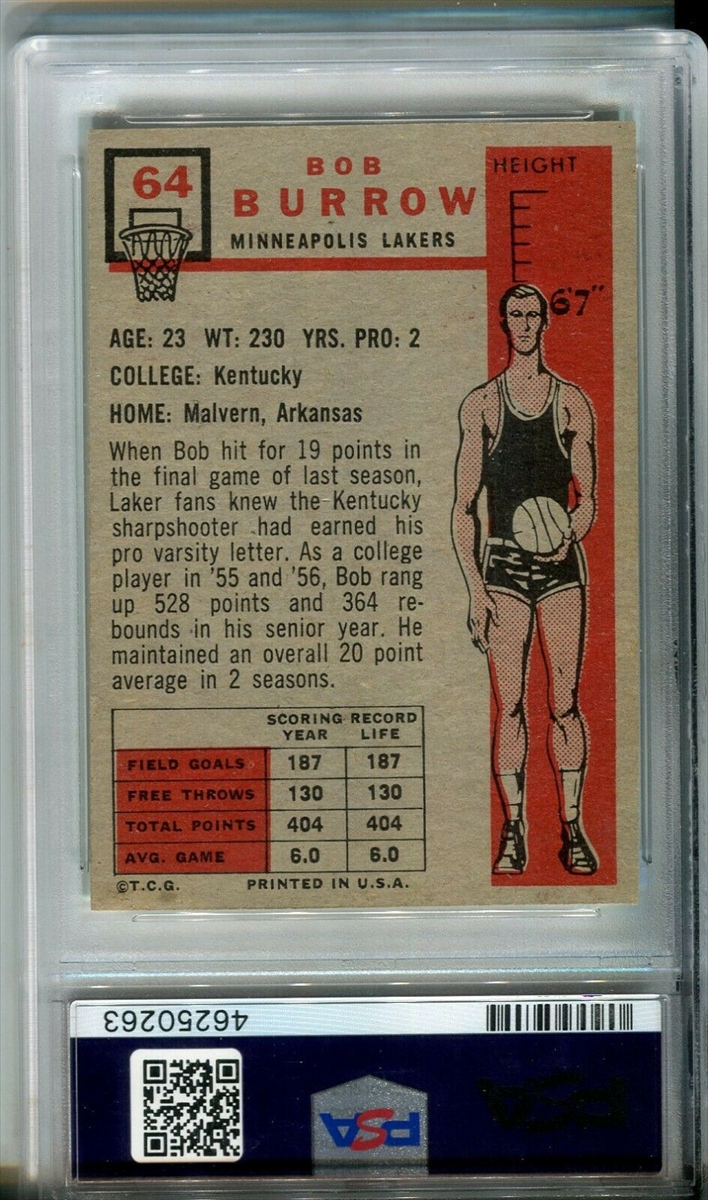 64
BOB
BURROW
MINNEAPOLIS LAKERS
HEIGHT
6'7"
AGE: 23 WT: 230 YRS. PRO: 2
COLLEGE: Kentucky
HOME: Malvern, Arkansas
When Bob hit for 19 points in
the final game of last season,
Laker fans knew the Kentucky
sharpshooter had earned his
pro varsity letter. As a college
player in '55 and '56, Bob rang
up 528 points and 364 re-
bounds in his senior year. He
maintained an overall 20 point
average in 2 seasons.
SCORING RECORD
YEAR LIFE
FIELD GOALS 187 187
FREE THROWS 130 130
TOTAL POINTS 404 404
AVG. GAME 6.0 6.0
©T.C.G. PRINTED IN U.S.A.
46250263
PSA
PSA